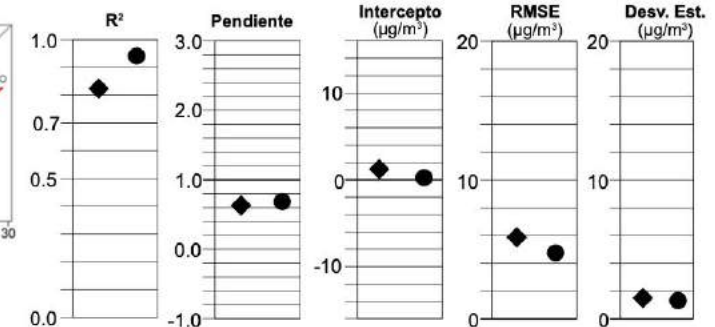 R²
1.0
0.7
0.5
0.0
Pendiente
3.0
2.0
1.0
0.0
-1.0
Intercepto
(µg/m³)
10
0
-10
RMSE
(µg/m³)
20
10
0
Desv. Est.
(µg/m³)
20
10
0
30